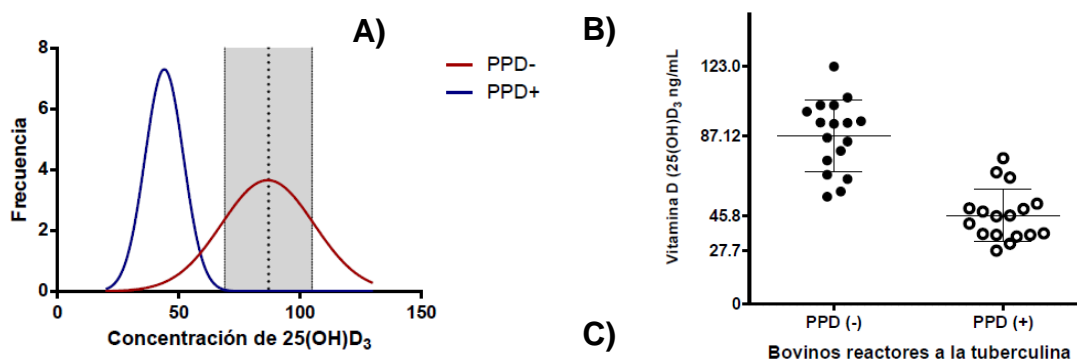 A)
Frecuencia
8
6
4
2
0
0
50
100
150
Concentración de 25(OH)D₃
PPD-
PPD+
B)
Vitamina D (25(OH)D₃ ng/mL
123.0
87.12
45.8
27.7
0
PPD (-)
PPD (+)
Bovinos reactores a la tuberculina
C)